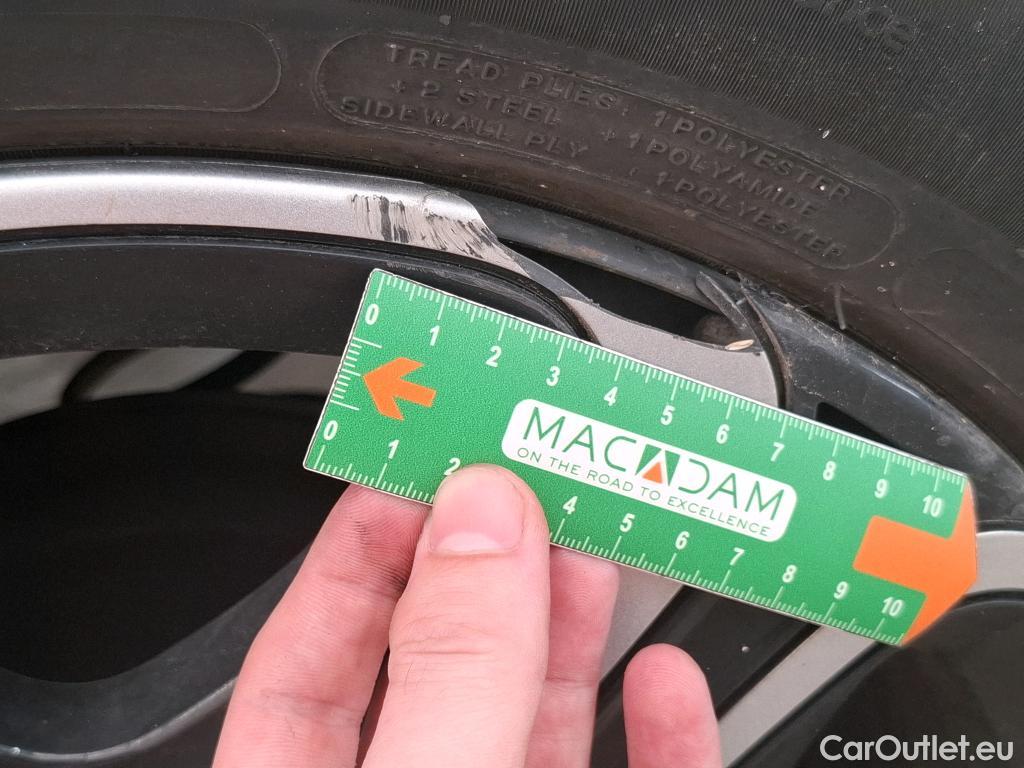 TREAD PLIES: 1 POLYESTER
+ 2 STEEL + 1 POLYAMIDE
SIDEWALL PLY : 1 POLYESTER
0 1 2 3 4 5 6 7 8 9 10
MACADAM
ON THE ROAD TO EXCELLENCE
0 1 2 4 5 6 7 8 9 10
CarOutlet.eu